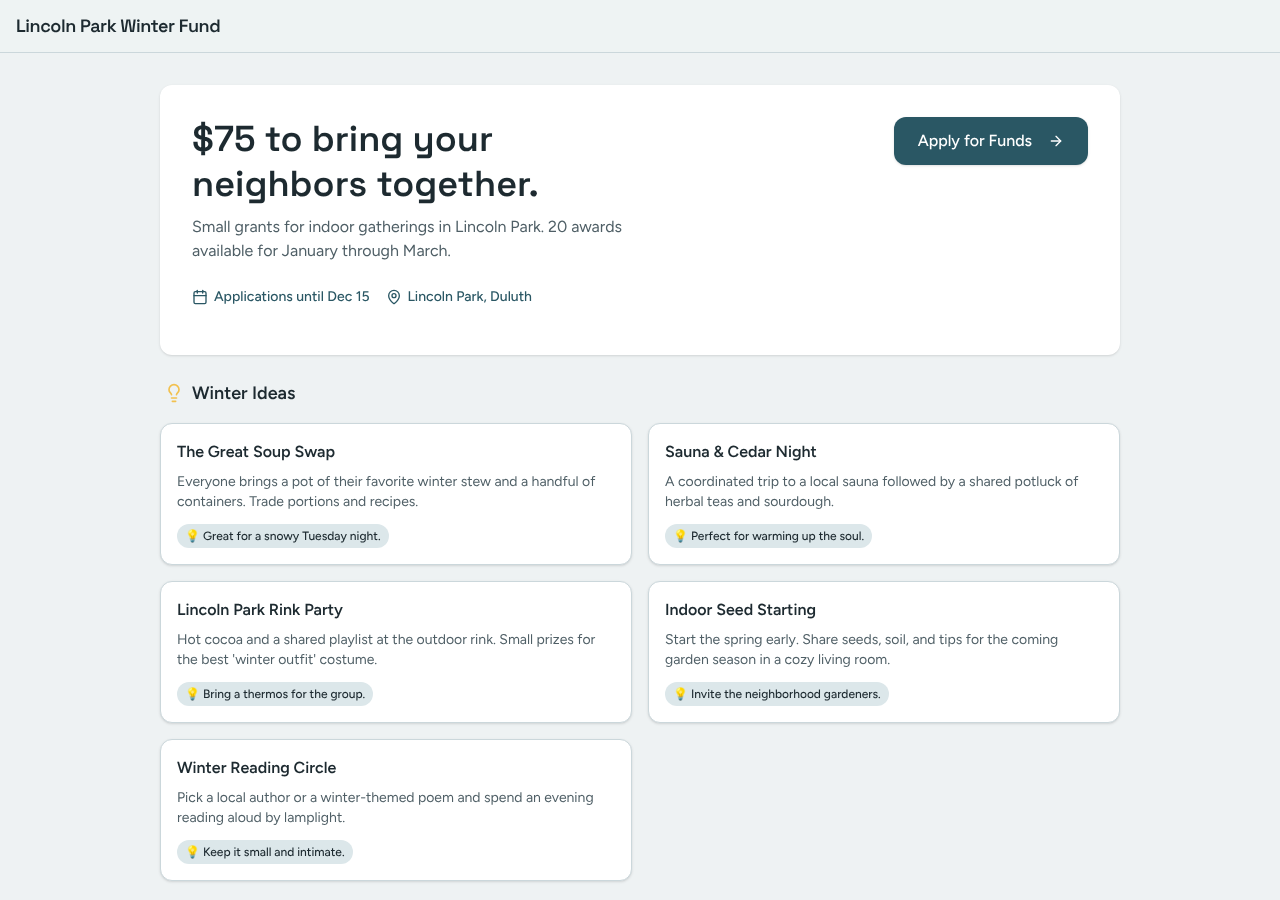 Lincoln Park Winter Fund
$75 to bring your
neighbors together.
Apply for Funds
Small grants for indoor gatherings in Lincoln Park. 20 awards
available for January through March.
Applications until Dec 15
Lincoln Park, Duluth
Winter Ideas
The Great Soup Swap
Everyone brings a pot of their favorite winter stew and a handful of
containers. Trade portions and recipes.
💡 Great for a snowy Tuesday night.
Sauna & Cedar Night
A coordinated trip to a local sauna followed by a shared potluck of
herbal teas and sourdough.
💡 Perfect for warming up the soul.
Lincoln Park Rink Party
Hot cocoa and a shared playlist at the outdoor rink. Small prizes for
the best 'winter outfit' costume.
💡 Bring a thermos for the group.
Indoor Seed Starting
Start the spring early. Share seeds, soil, and tips for the coming
garden season in a cozy living room.
💡 Invite the neighborhood gardeners.
Winter Reading Circle
Pick a local author or a winter-themed poem and spend an evening
reading aloud by lamplight.
💡 Keep it small and intimate.